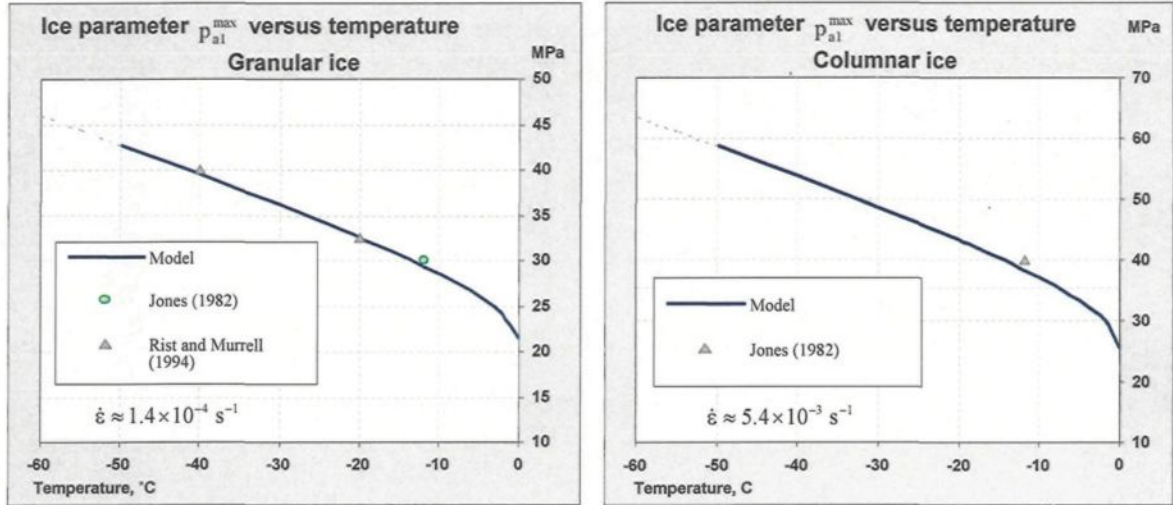 Ice parameter p_a1^max versus temperature
MPa
Granular ice
50
45
40
35
30
25
20
15
10
Model
Jones (1982)
Rist and Murrell
(1994)
ε̇ ≈ 1.4×10⁻⁴ s⁻¹
-60 -50 -40 -30 -20 -10 0
Temperature, °C
Ice parameter p_a1^max versus temperature
MPa
Columnar ice
70
60
50
40
30
20
10
Model
Jones (1982)
ε̇ ≈ 5.4×10⁻³ s⁻¹
-60 -50 -40 -30 -20 -10 0
Temperature, C